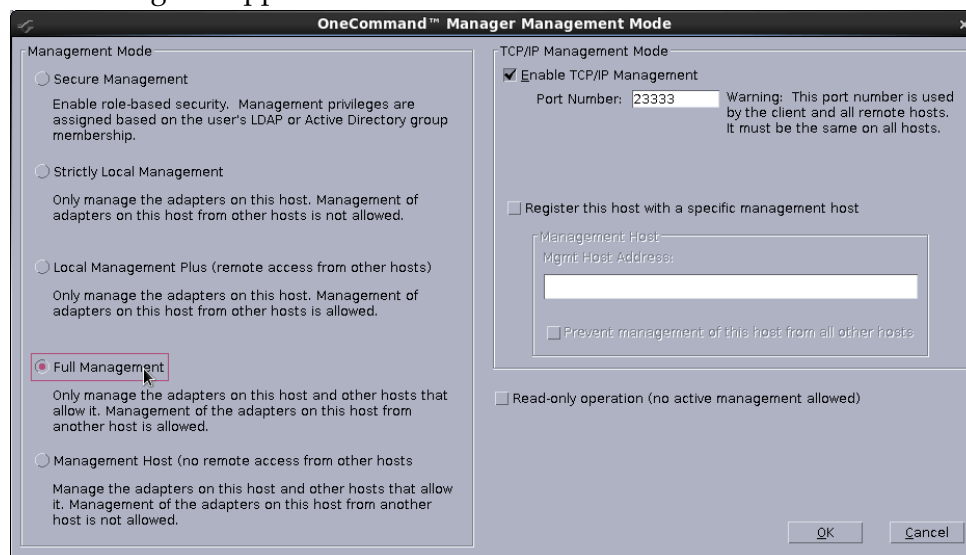 OneCommand™ Manager Management Mode
Management Mode
Secure Management
Enable role-based security. Management privileges are
assigned based on the user's LDAP or Active Directory group
membership.
Strictly Local Management
Only manage the adapters on this host. Management of
adapters on this host from other hosts is not allowed.
Local Management Plus (remote access from other hosts)
Only manage the adapters on this host. Management of
adapters on this host from other hosts is allowed.
Full Management
Only manage the adapters on this host and other hosts that
allow it. Management of the adapters on this host from
another host is allowed.
Management Host (no remote access from other hosts
Manage the adapters on this host and other hosts that allow
it. Management of the adapters on this host from another
host is not allowed.
TCP/IP Management Mode
Enable TCP/IP Management
Port Number: 23333
Warning: This port number is used
by the client and all remote hosts.
It must be the same on all hosts.
Register this host with a specific management host
Management Host
Mgmt Host Address:
Prevent management of this host from all other hosts
Read-only operation (no active management allowed)
OK Cancel